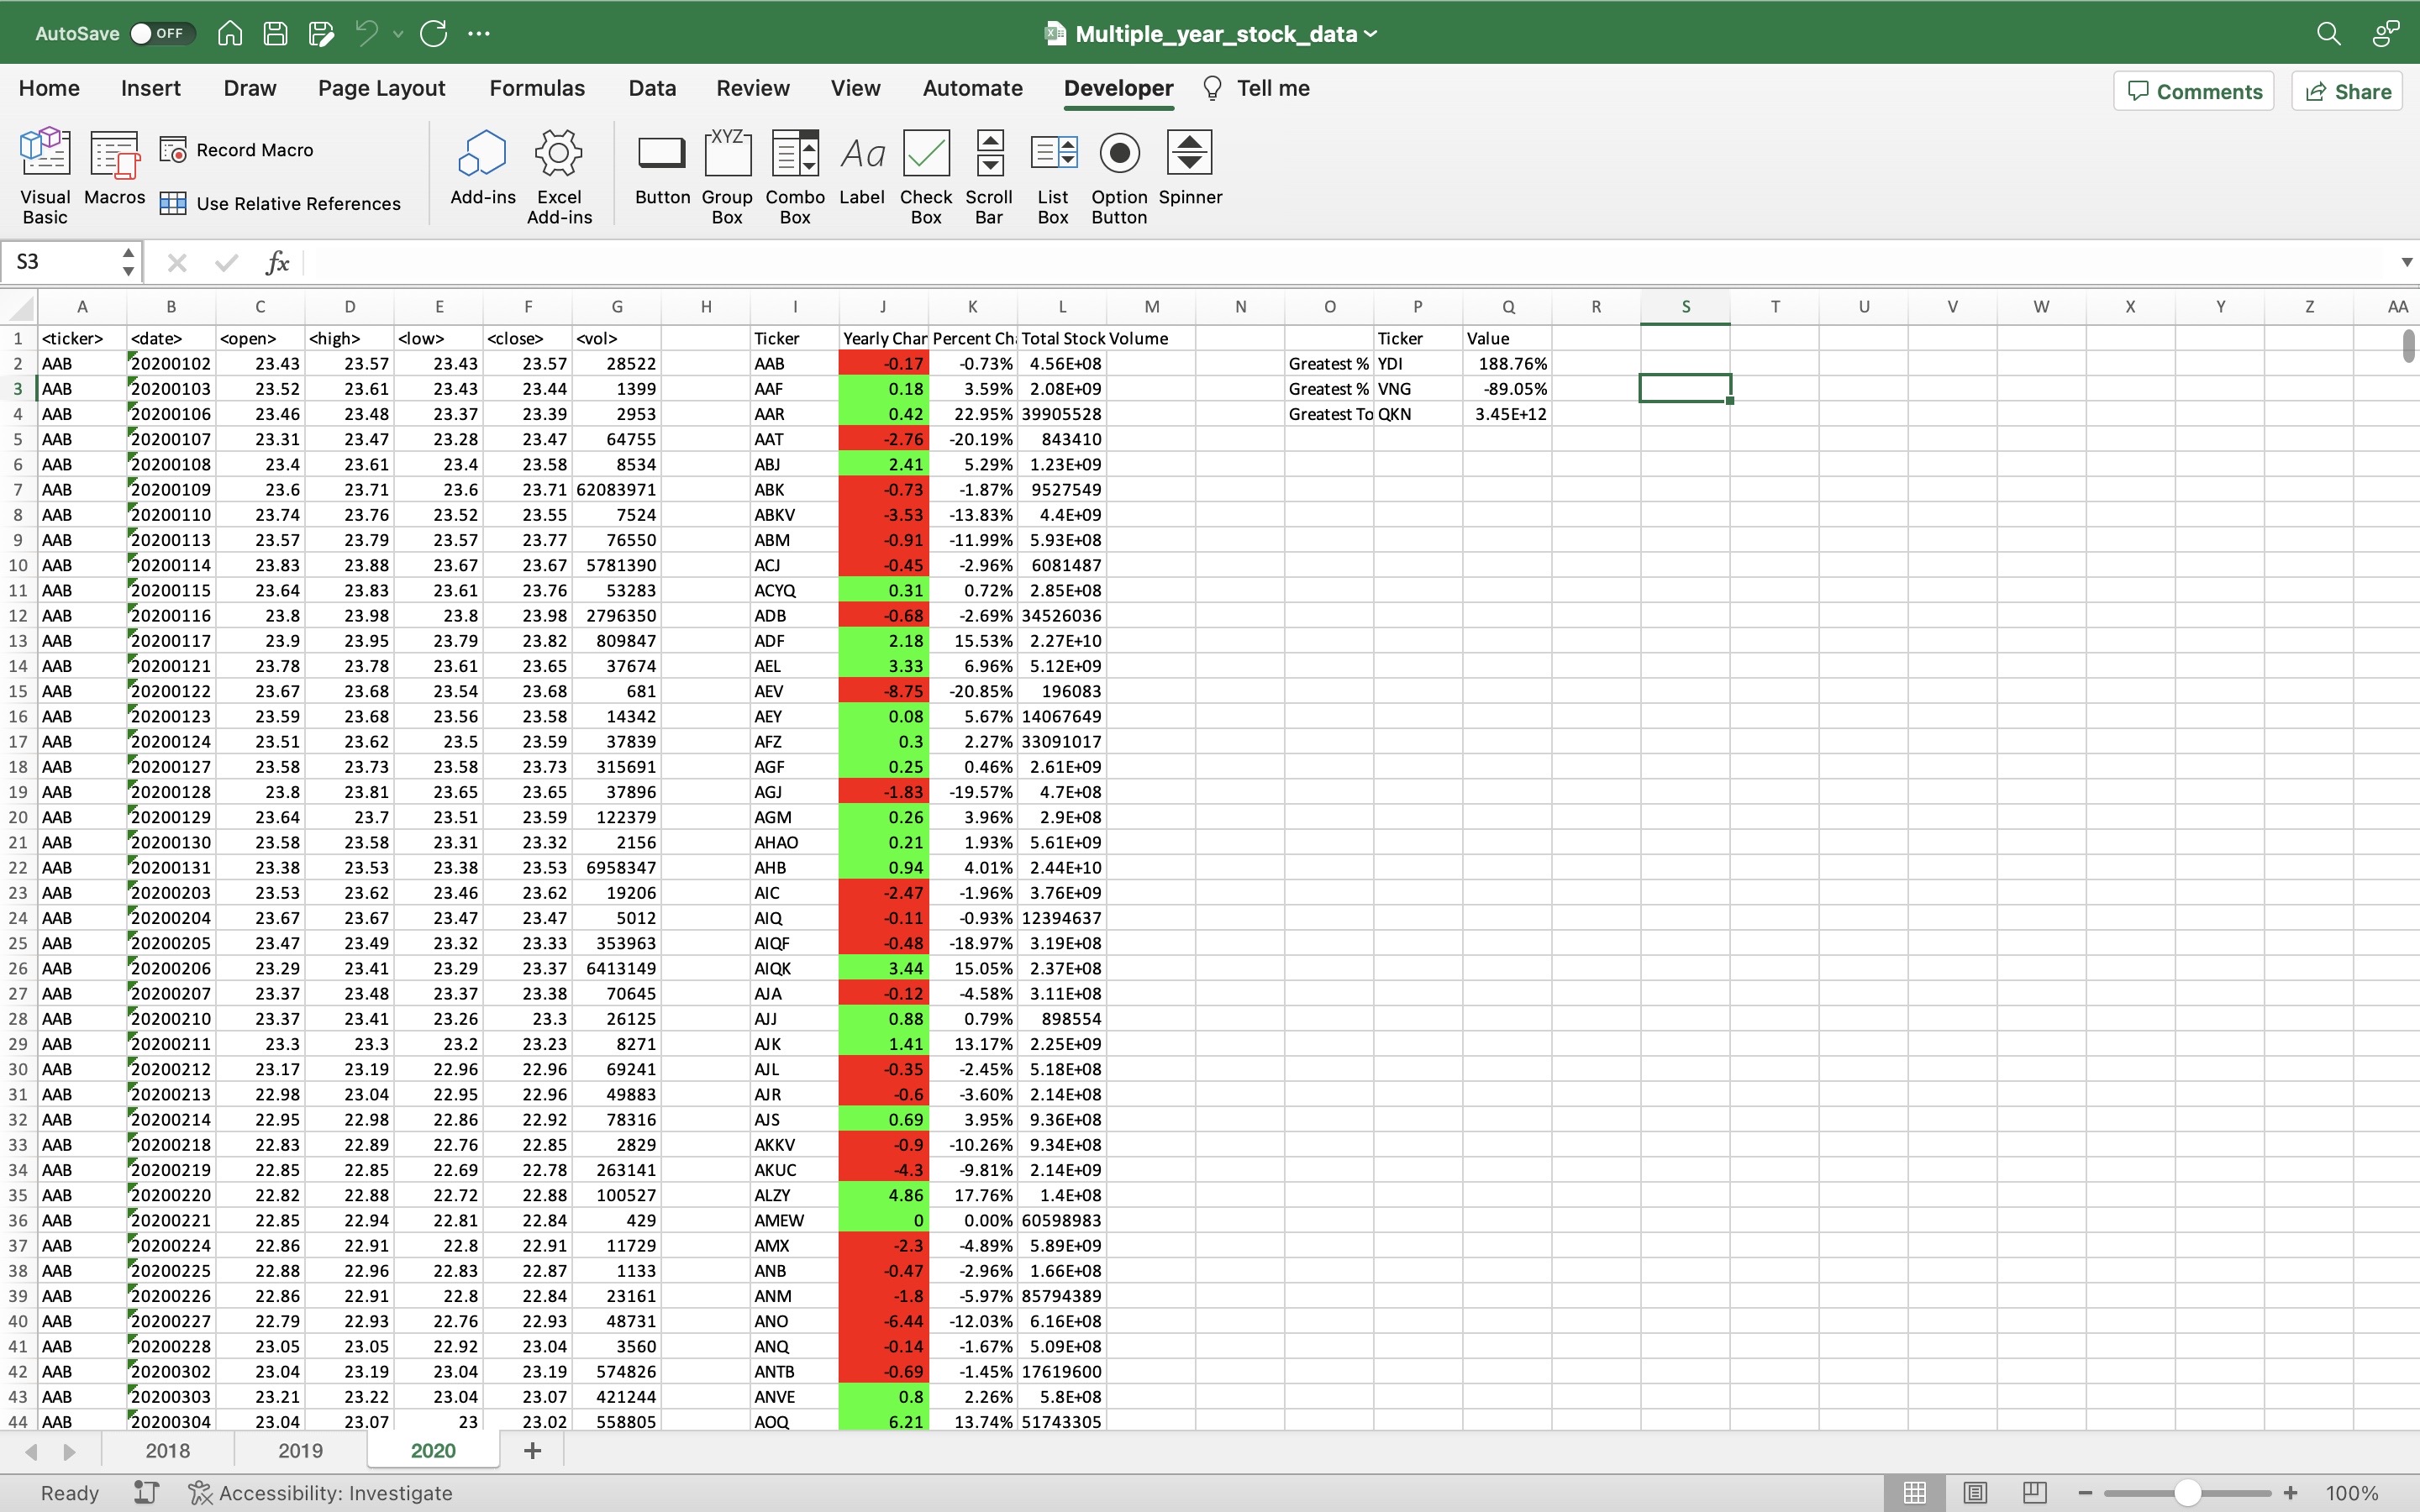 AutoSave OFF Multiple_year_stock_data
Home Insert Draw Page Layout Formulas Data Review View Automate Developer Tell me Comments Share
Visual Basic Macros Record Macro Use Relative References Add-ins Excel Add-ins Button XYZ Group Box Combo Box Aa Label Check Box Scroll Bar List Box Option Button Spinner
S3 fx
A B C D E F G H I J K L M N O P Q R S T U V W X Y Z AA
1 <ticker> <date> <open> <high> <low> <close> <vol> Ticker Yearly Char Percent Ch Total Stock Volume Ticker Value
2 AAB 20200102 23.43 23.57 23.43 23.57 28522 AAB -0.17 -0.73% 4.56E+08 Greatest % YDI 188.76%
3 AAB 20200103 23.52 23.61 23.43 23.44 1399 AAF 0.18 3.59% 2.08E+09 Greatest % VNG -89.05%
4 AAB 20200106 23.46 23.48 23.37 23.39 2953 AAR 0.42 22.95% 39905528 Greatest To QKN 3.45E+12
5 AAB 20200107 23.31 23.47 23.28 23.47 64755 AAT -2.76 -20.19% 843410
6 AAB 20200108 23.4 23.61 23.4 23.58 8534 ABJ 2.41 5.29% 1.23E+09
7 AAB 20200109 23.6 23.71 23.6 23.71 62083971 ABK -0.73 -1.87% 9527549
8 AAB 20200110 23.74 23.76 23.52 23.55 7524 ABKV -3.53 -13.83% 4.4E+09
9 AAB 20200113 23.57 23.79 23.57 23.77 76550 ABM -0.91 -11.99% 5.93E+08
10 AAB 20200114 23.83 23.88 23.67 23.67 5781390 ACJ -0.45 -2.96% 6081487
11 AAB 20200115 23.64 23.83 23.61 23.76 53283 ACYQ 0.31 0.72% 2.85E+08
12 AAB 20200116 23.8 23.98 23.8 23.98 2796350 ADB -0.68 -2.69% 34526036
13 AAB 20200117 23.9 23.95 23.79 23.82 809847 ADF 2.18 15.53% 2.27E+10
14 AAB 20200121 23.78 23.78 23.61 23.65 37674 AEL 3.33 6.96% 5.12E+09
15 AAB 20200122 23.67 23.68 23.54 23.68 681 AEV -8.75 -20.85% 196083
16 AAB 20200123 23.59 23.68 23.56 23.58 14342 AEY 0.08 5.67% 14067649
17 AAB 20200124 23.51 23.62 23.5 23.59 37839 AFZ 0.3 2.27% 33091017
18 AAB 20200127 23.58 23.73 23.58 23.73 315691 AGF 0.25 0.46% 2.61E+09
19 AAB 20200128 23.8 23.81 23.65 23.65 37896 AGJ -1.83 -19.57% 4.7E+08
20 AAB 20200129 23.64 23.7 23.51 23.59 122379 AGM 0.26 3.96% 2.9E+08
21 AAB 20200130 23.58 23.58 23.31 23.32 2156 AHAO 0.21 1.93% 5.61E+09
22 AAB 20200131 23.38 23.53 23.38 23.53 6958347 AHB 0.94 4.01% 2.44E+10
23 AAB 20200203 23.53 23.62 23.46 23.62 19206 AIC -2.47 -1.96% 3.76E+09
24 AAB 20200204 23.67 23.67 23.47 23.47 5012 AIQ -0.11 -0.93% 12394637
25 AAB 20200205 23.47 23.49 23.32 23.33 353963 AIQF -0.48 -18.97% 3.19E+08
26 AAB 20200206 23.29 23.41 23.29 23.37 6413149 AIQK 3.44 15.05% 2.37E+08
27 AAB 20200207 23.37 23.48 23.37 23.38 70645 AJA -0.12 -4.58% 3.11E+08
28 AAB 20200210 23.37 23.41 23.26 23.3 26125 AJJ 0.88 0.79% 898554
29 AAB 20200211 23.3 23.3 23.2 23.23 8271 AJK 1.41 13.17% 2.25E+09
30 AAB 20200212 23.17 23.19 22.96 22.96 69241 AJL -0.35 -2.45% 5.18E+08
31 AAB 20200213 22.98 23.04 22.95 22.96 49883 AJR -0.6 -3.60% 2.14E+08
32 AAB 20200214 22.95 22.98 22.86 22.92 78316 AJS 0.69 3.95% 9.36E+08
33 AAB 20200218 22.83 22.89 22.76 22.85 2829 AKKV -0.9 -10.26% 9.34E+08
34 AAB 20200219 22.85 22.85 22.69 22.78 263141 AKUC -4.3 -9.81% 2.14E+09
35 AAB 20200220 22.82 22.88 22.72 22.88 100527 ALZY 4.86 17.76% 1.4E+08
36 AAB 20200221 22.85 22.94 22.81 22.84 429 AMEW 0 0.00% 60598983
37 AAB 20200224 22.86 22.91 22.8 22.91 11729 AMX -2.3 -4.89% 5.89E+09
38 AAB 20200225 22.88 22.96 22.83 22.87 1133 ANB -0.47 -2.96% 1.66E+08
39 AAB 20200226 22.86 22.91 22.8 22.84 23161 ANM -1.8 -5.97% 85794389
40 AAB 20200227 22.79 22.93 22.76 22.93 48731 ANO -6.44 -12.03% 6.16E+08
41 AAB 20200228 23.05 23.05 22.92 23.04 3560 ANQ -0.14 -1.67% 5.09E+08
42 AAB 20200302 23.04 23.19 23.04 23.19 574826 ANTB -0.69 -1.45% 17619600
43 AAB 20200303 23.21 23.22 23.04 23.07 421244 ANVE 0.8 2.26% 5.8E+08
44 AAB 20200304 23.04 23.07 23 23.02 558805 AOQ 6.21 13.74% 51743305
2018 2019 2020
Ready Accessibility: Investigate 100%